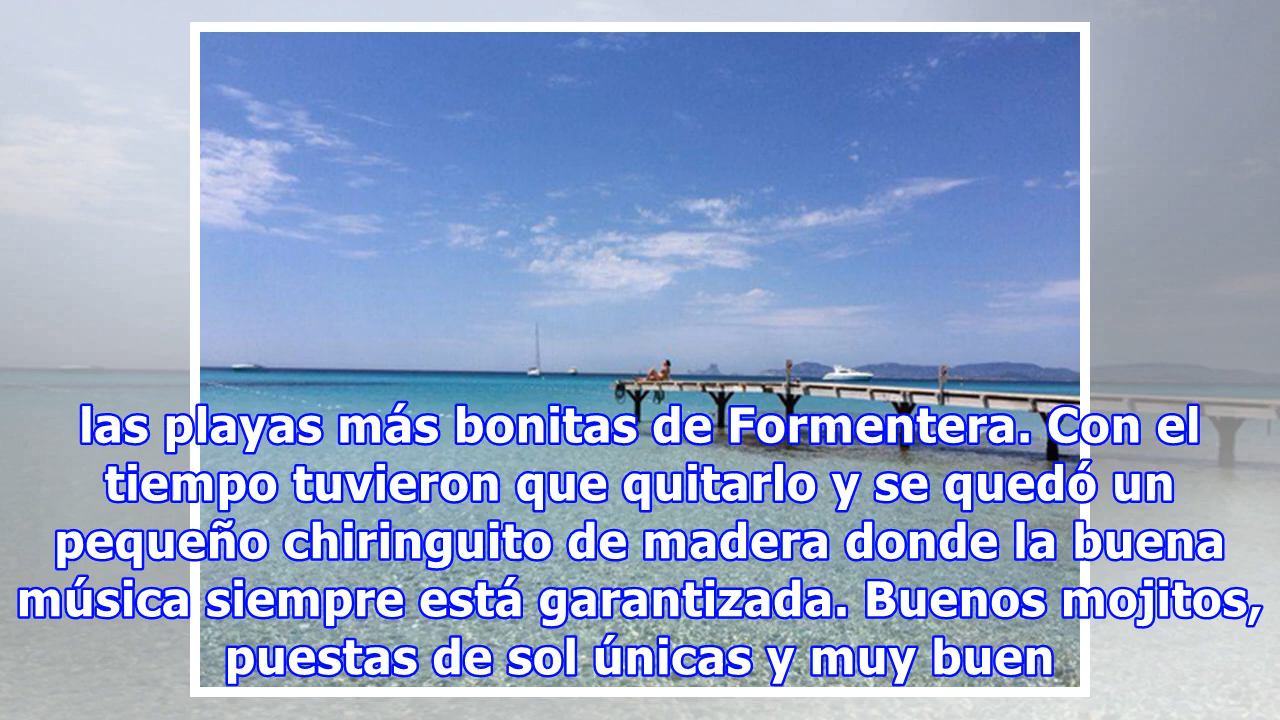 las playas más bonitas de Formentera. Con el
tiempo tuvieron que quitarlo y se quedó un
pequeño chiringuito de madera donde la buena
música siempre está garantizada. Buenos mojitos,
puestas de sol únicas y muy buen